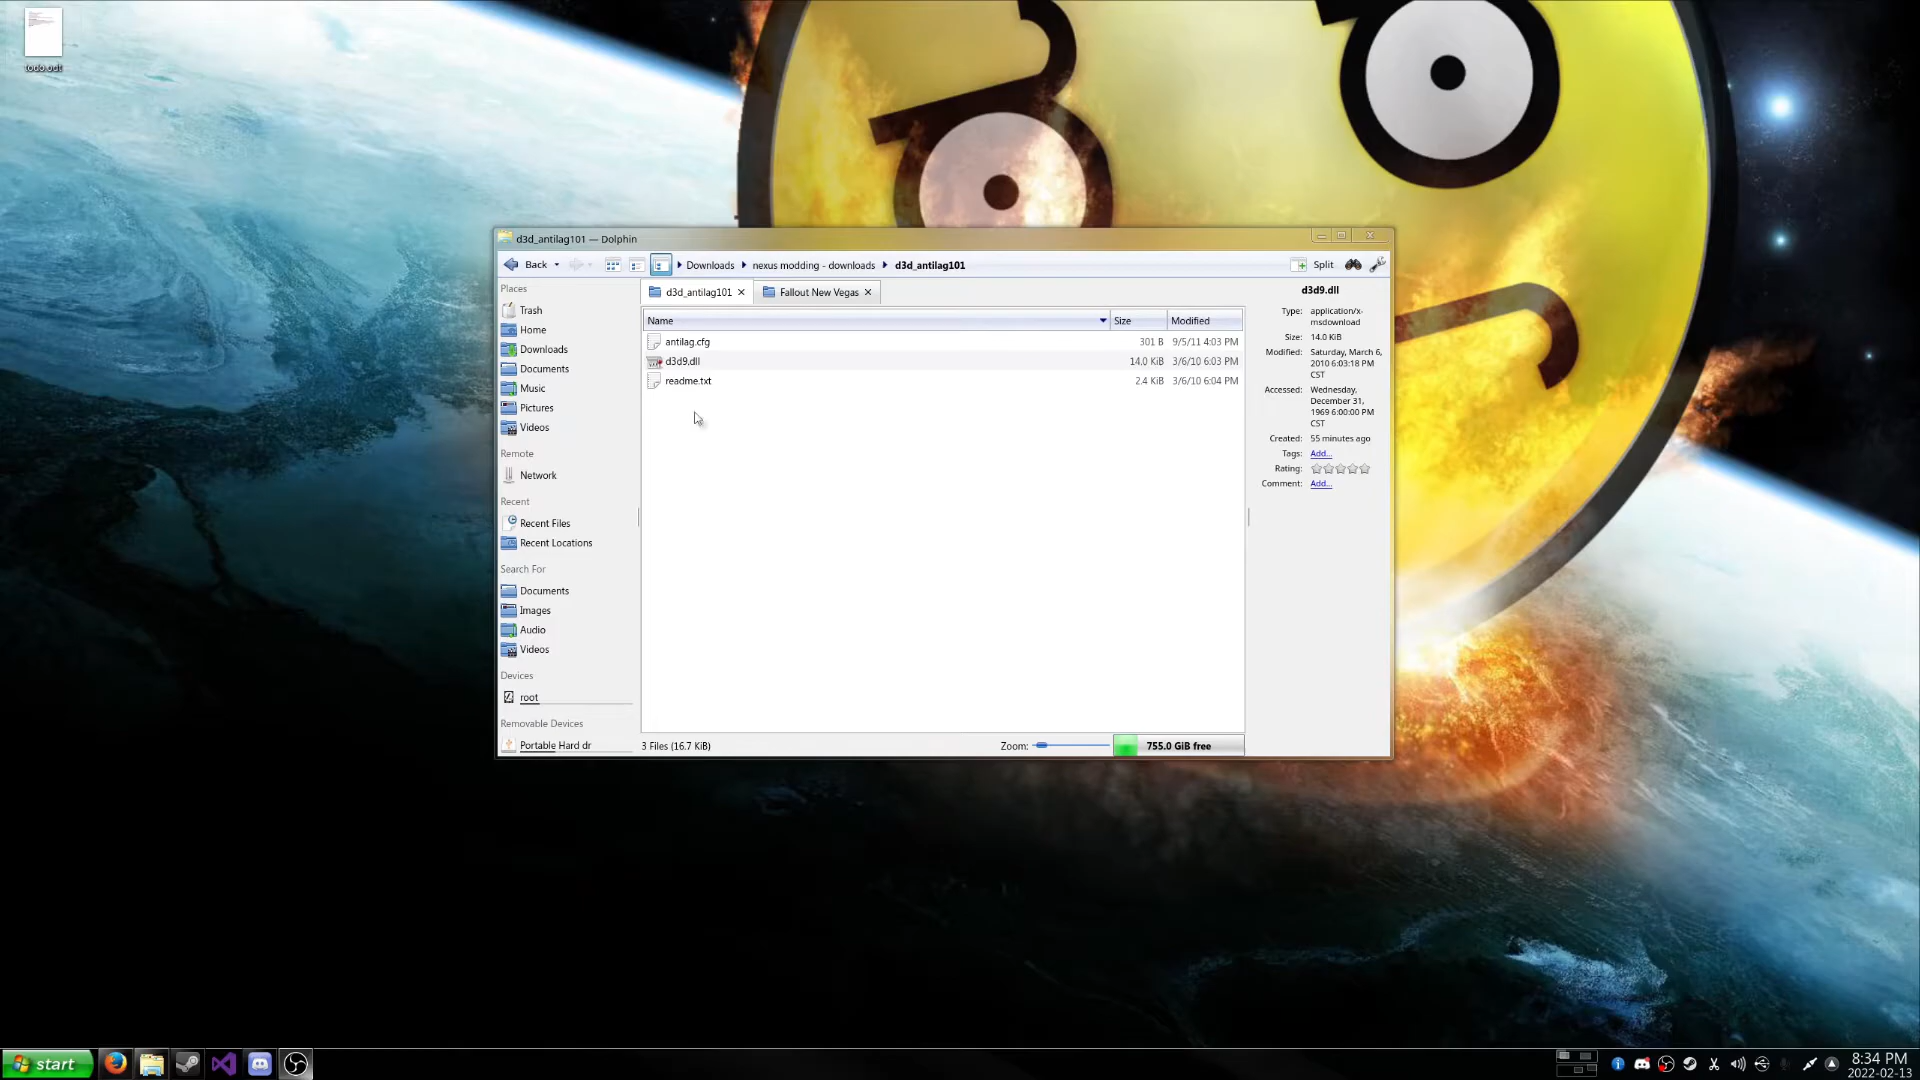 todo.odt
d3d_antilag101 — Dolphin
Back
Downloads
nexus modding - downloads
d3d_antilag101
Split
Places
Trash
Home
Downloads
Documents
Music
Pictures
Videos
Remote
Network
Recent
Recent Files
Recent Locations
Search For
Documents
Images
Audio
Videos
Devices
root
Removable Devices
Portable Hard dr
d3d_antilag101
Fallout New Vegas
Name Size Modified
antilag.cfg 301 B 9/5/11 4:03 PM
d3d9.dll 14.0 KiB 3/6/10 6:03 PM
readme.txt 2.4 KiB 3/6/10 6:04 PM
3 Files (16.7 KiB)
Zoom:
755.0 GiB free
d3d9.dll
Type: application/x-
msdownload
Size: 14.0 KiB
Modified: Saturday, March 6,
2010 6:03:18 PM
CST
Accessed: Wednesday,
December 31,
1969 6:00:00 PM
CST
Created: 55 minutes ago
Tags: Add...
Rating:
Comment: Add...
start
8:34 PM
2022-02-13